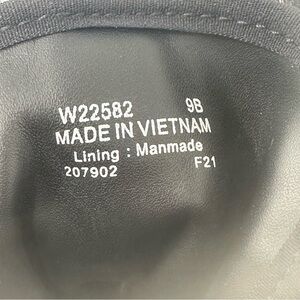 W22582 9B
MADE IN VIETNAM
Lining : Manmade
207902 F21